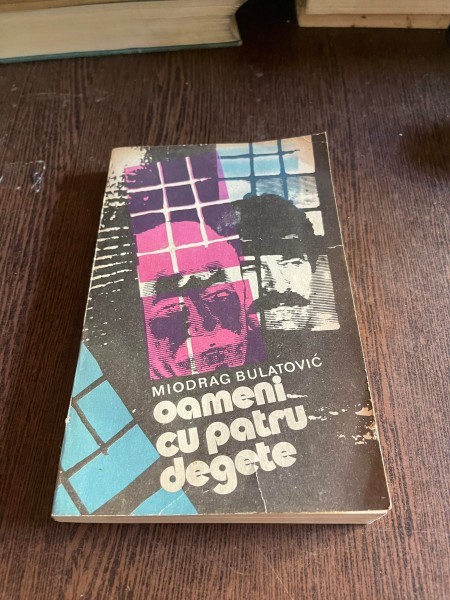 MIODRAG BULATOVIĆ
oameni
cu patru
degete